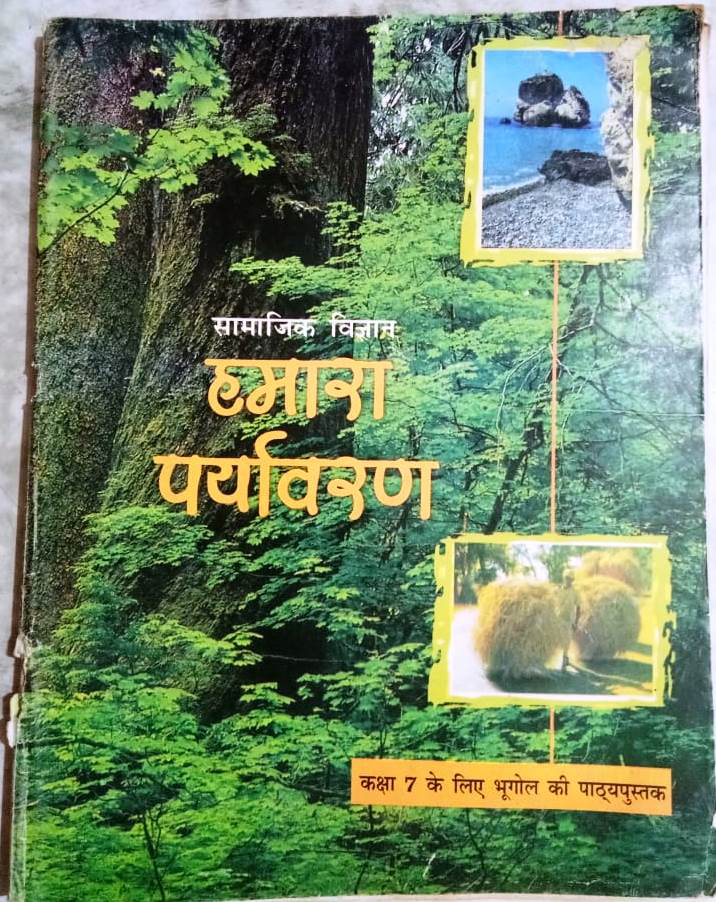 सामाजिक विज्ञान
हमारा
पर्यावरण
कक्षा 7 के लिए भूगोल की पाठ्यपुस्तक